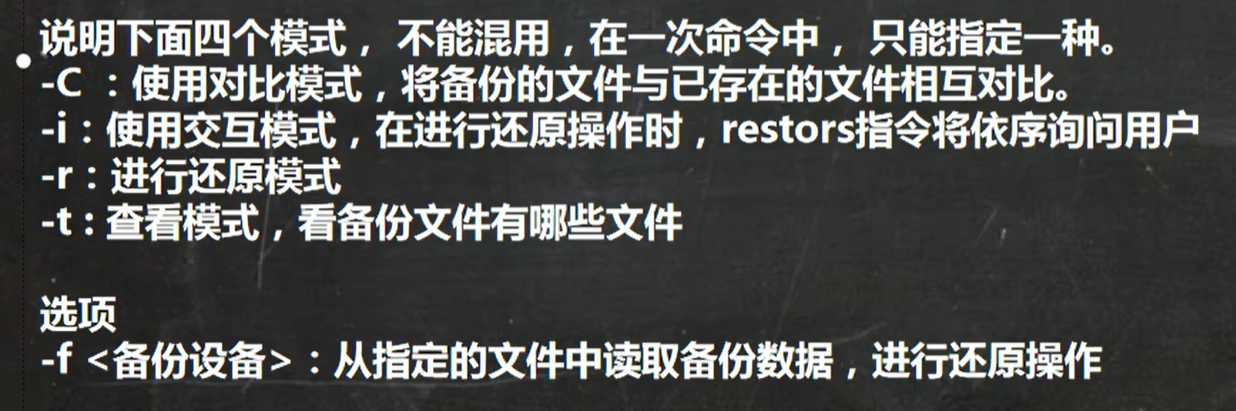 说明下面四个模式， 不能混用，在一次命令中， 只能指定一种。
-C ：使用对比模式，将备份的文件与已存在的文件相互对比。
-i：使用交互模式，在进行还原操作时，restors指令将依序询问用户
-r：进行还原模式
-t：查看模式，看备份文件有哪些文件
选项
-f <备份设备>：从指定的文件中读取备份数据，进行还原操作